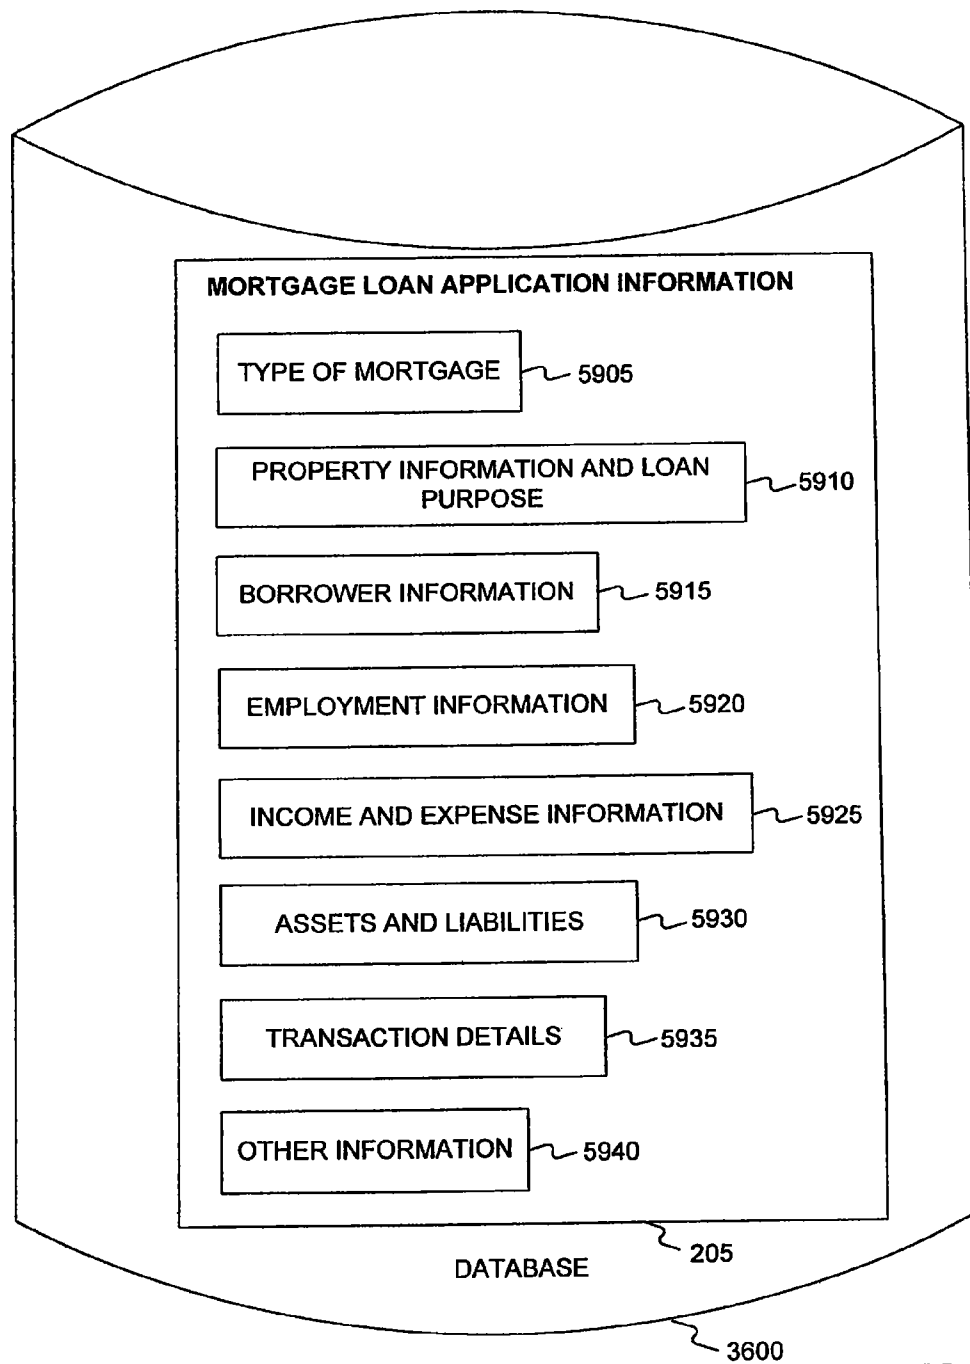 MORTGAGE LOAN APPLICATION INFORMATION
TYPE OF MORTGAGE
5905
PROPERTY INFORMATION AND LOAN
PURPOSE
5910
BORROWER INFORMATION
5915
EMPLOYMENT INFORMATION
5920
INCOME AND EXPENSE INFORMATION
5925
ASSETS AND LIABILITIES
5930
TRANSACTION DETAILS
5935
OTHER INFORMATION
5940
205
DATABASE
3600